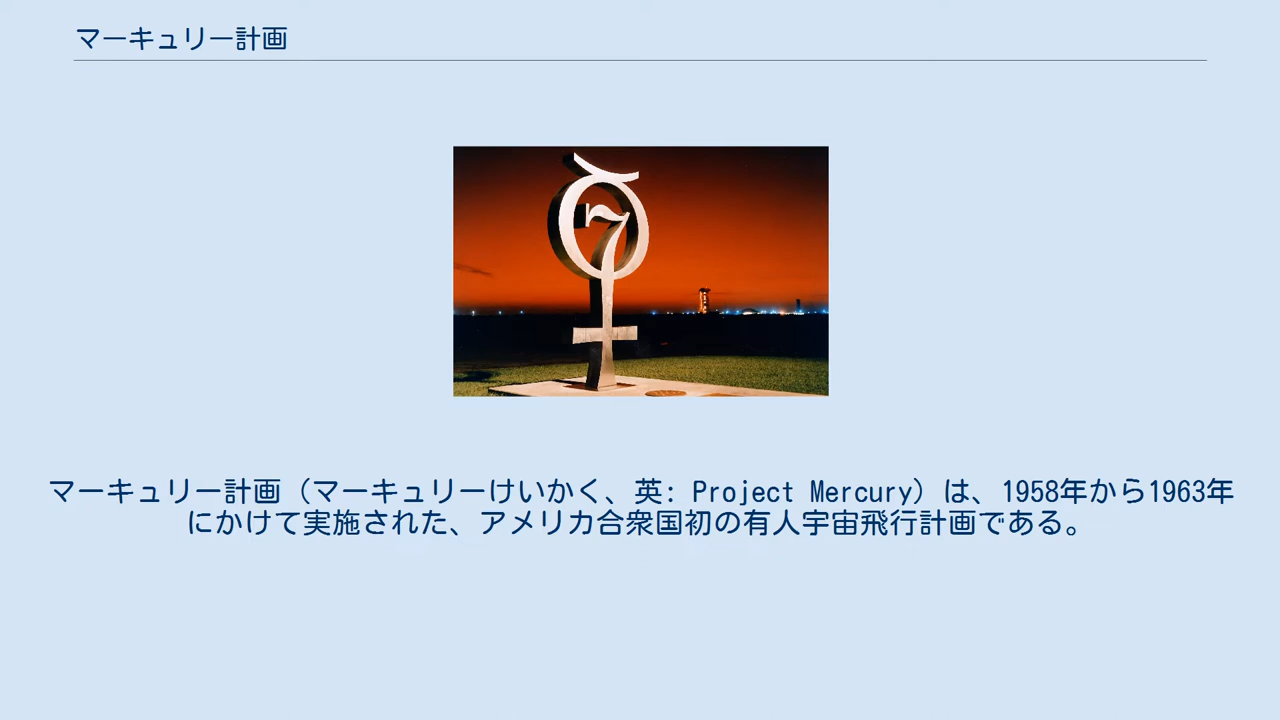 マーキュリー計画
7
マーキュリー計画（マーキュリーけいかく、英: Project Mercury）は、1958年から1963年
にかけて実施された、アメリカ合衆国初の有人宇宙飛行計画である。